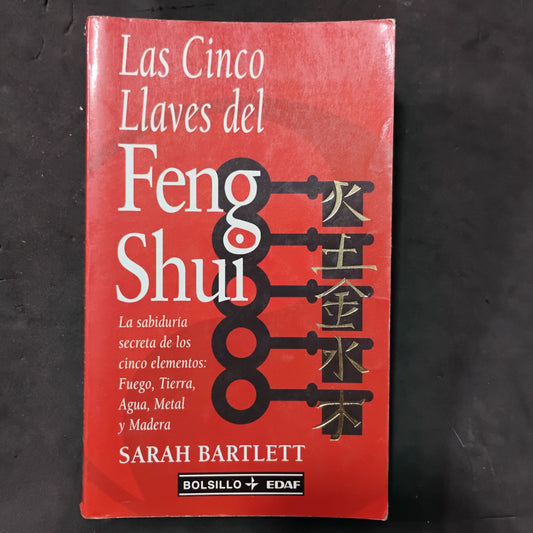 Las Cinco
Llaves del
Feng
Shui
火
土
金
水
木
La sabiduría
secreta de los
cinco elementos:
Fuego, Tierra,
Agua, Metal
y Madera
SARAH BARTLETT
BOLSILLO EDAF